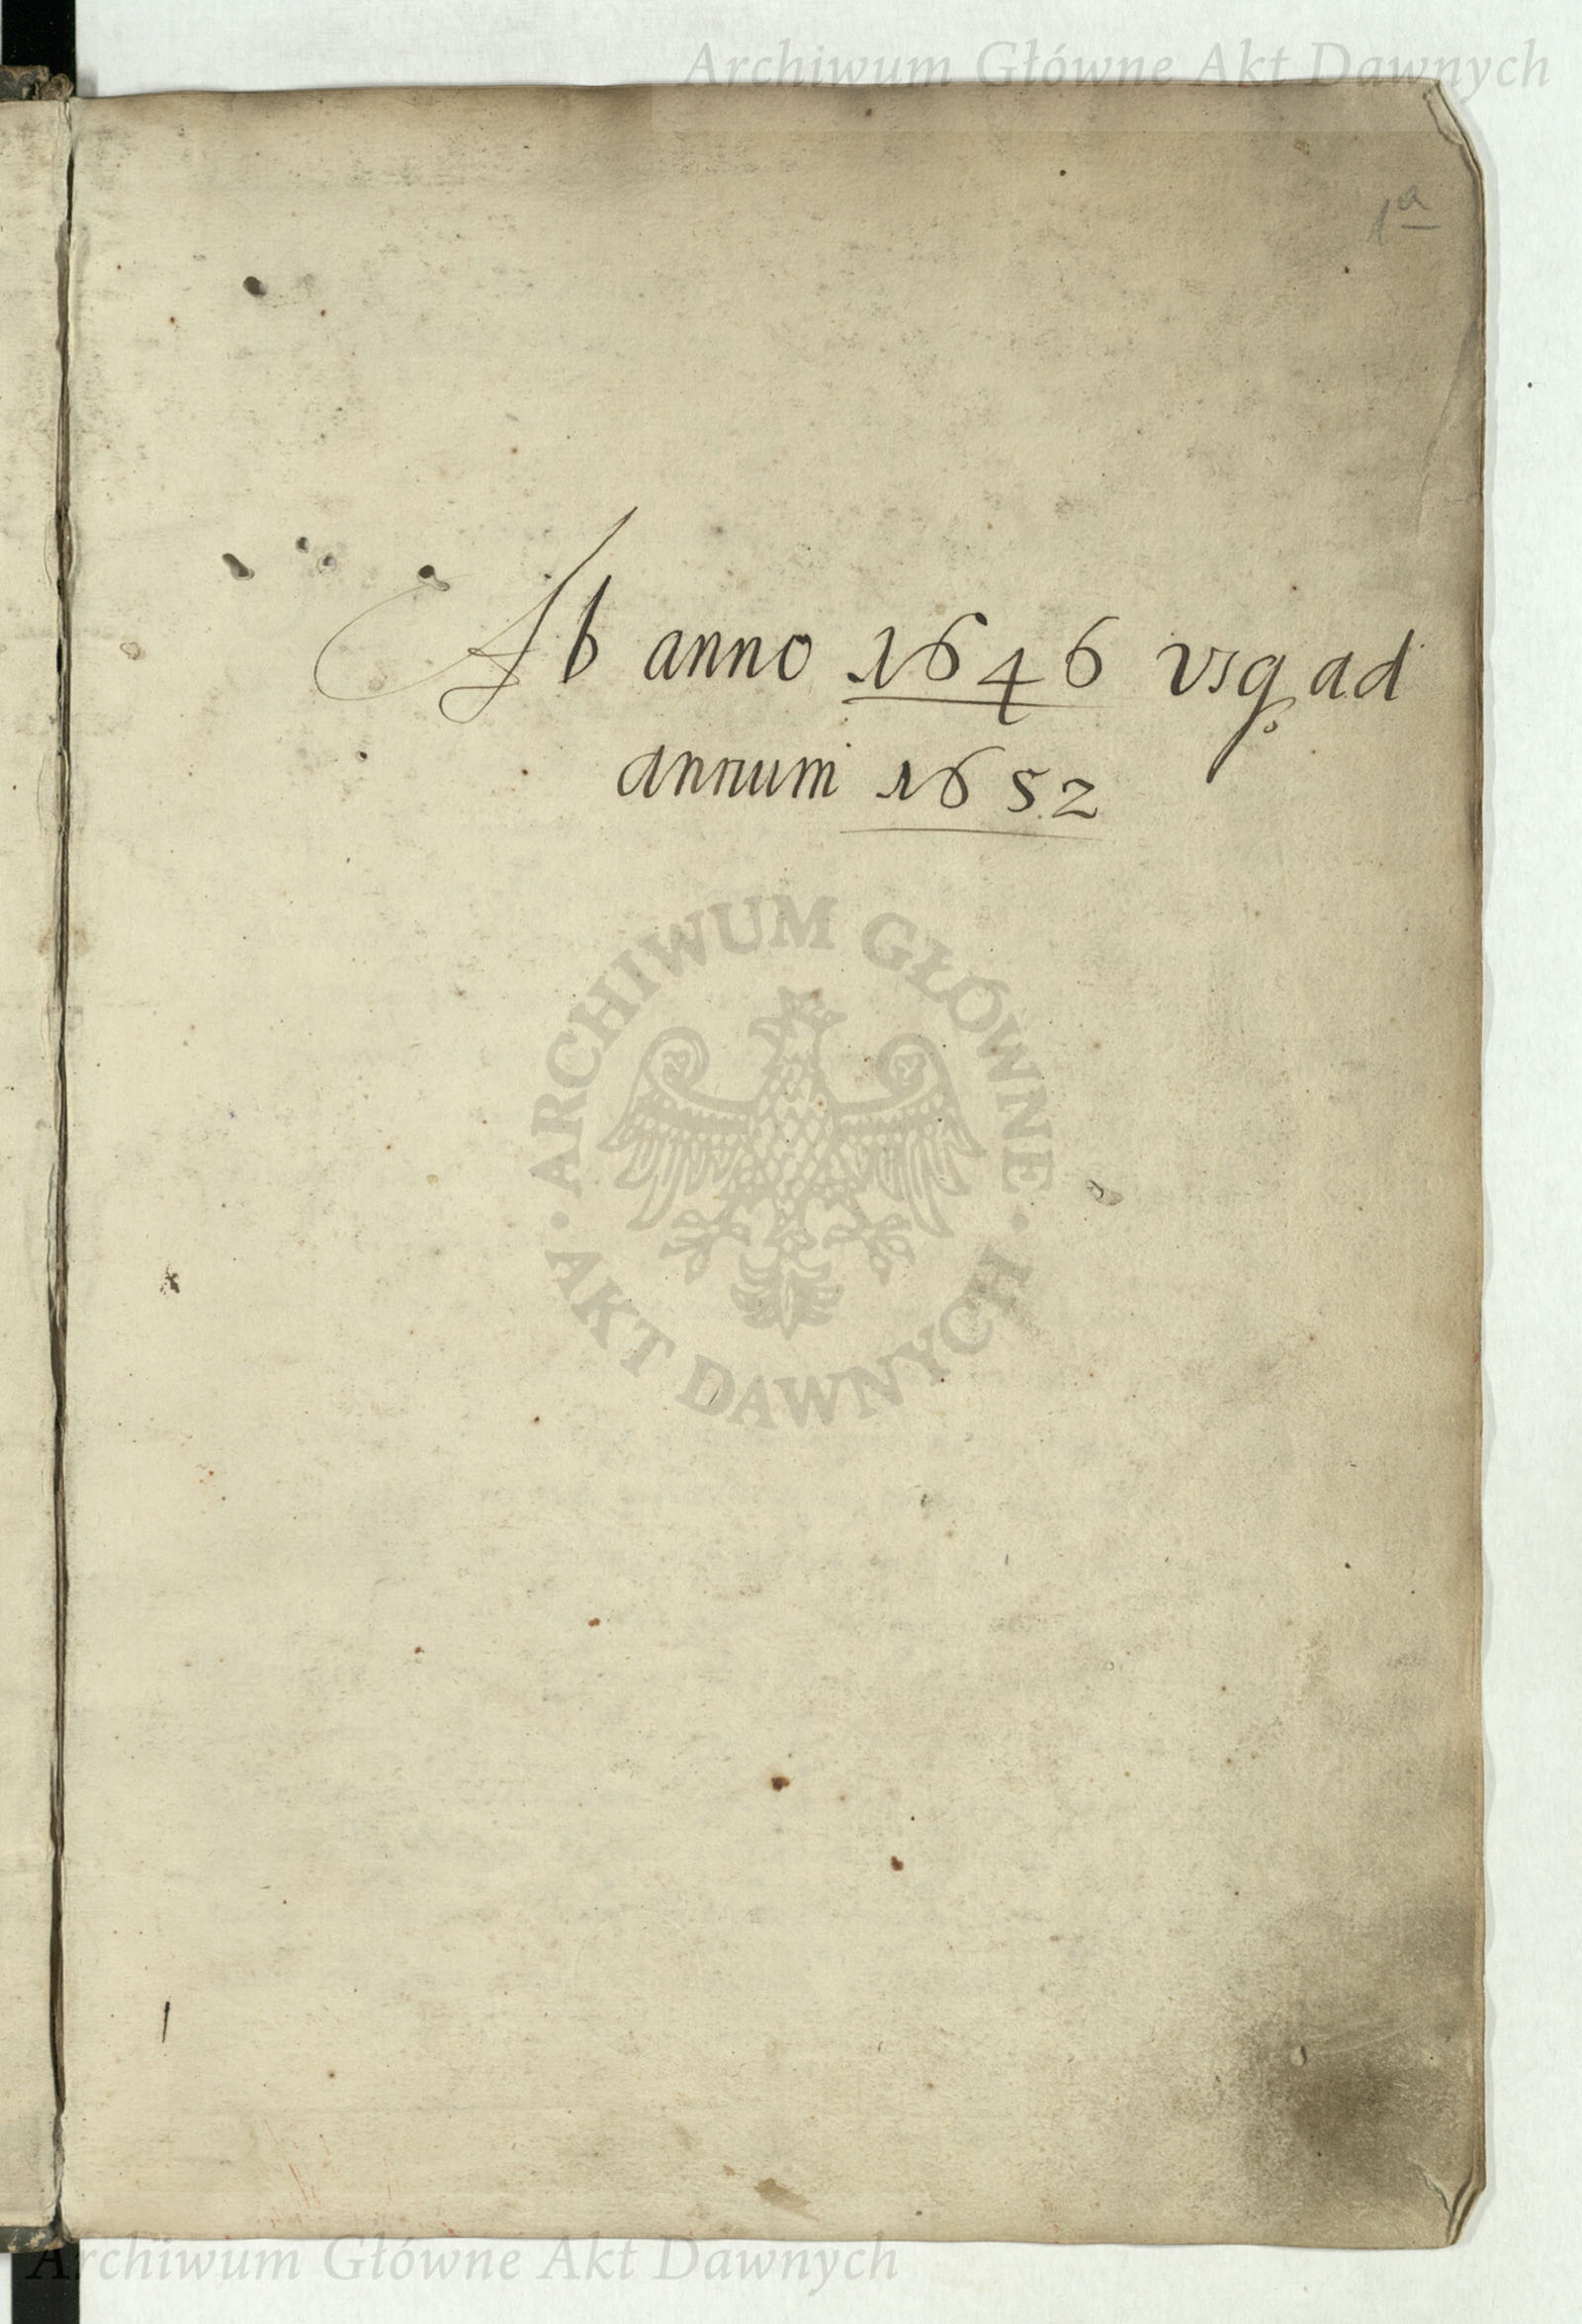 Archiwum Główne Akt Dawnych
1a
Ab anno 1646 usq ad
annum 1652
ARCHIWUM GŁÓWNE
AKT DAWNYCH
Archiwum Główne Akt Dawnych